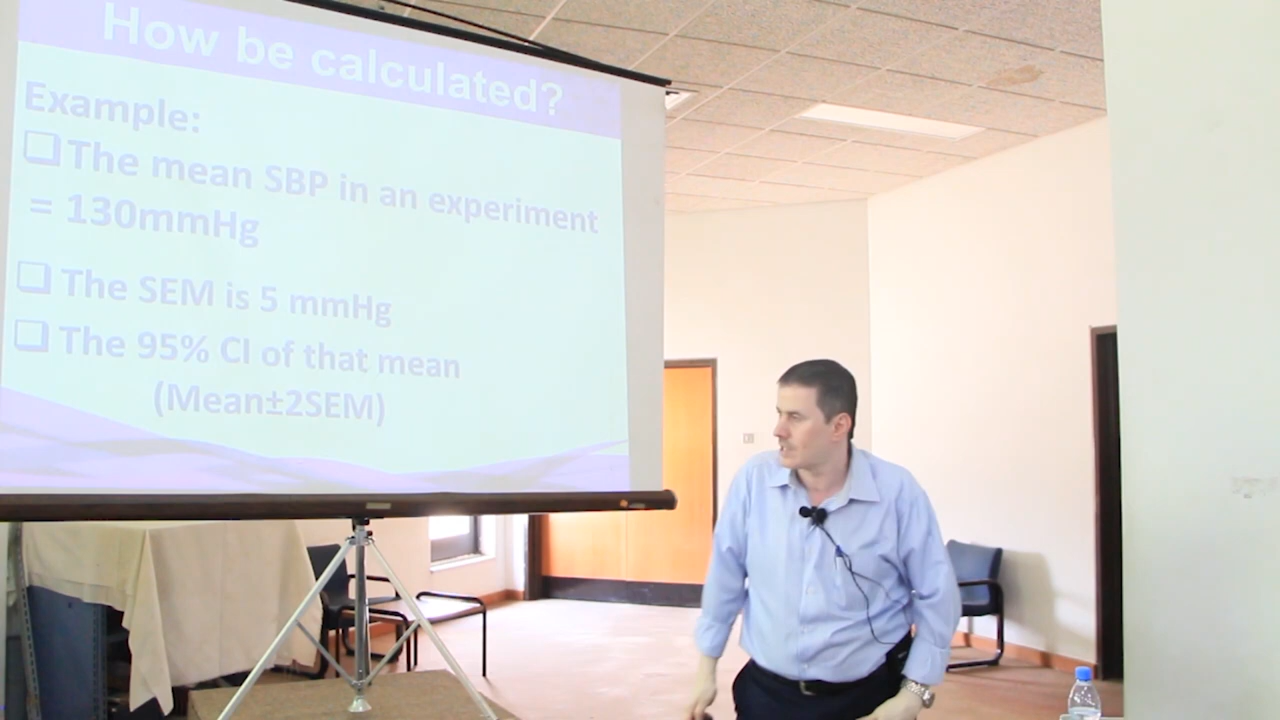 How be calculated?
Example:
❑The mean SBP in an experiment
= 130mmHg
❑ The SEM is 5 mmHg
❑ The 95% CI of that mean
(Mean±2SEM)